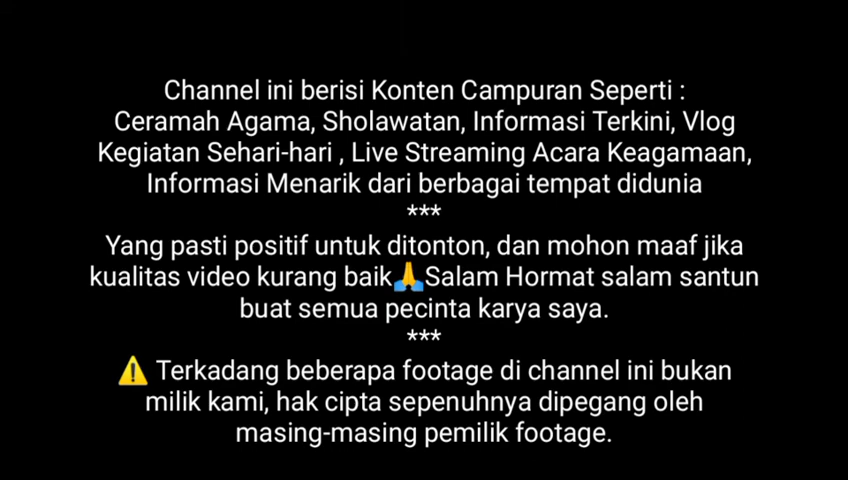 Channel ini berisi Konten Campuran Seperti :
Ceramah Agama, Sholawatan, Informasi Terkini, Vlog
Kegiatan Sehari-hari , Live Streaming Acara Keagamaan,
Informasi Menarik dari berbagai tempat didunia
***
Yang pasti positif untuk ditonton, dan mohon maaf jika
kualitas video kurang baik🙏Salam Hormat salam santun
buat semua pecinta karya saya.
***
⚠️ Terkadang beberapa footage di channel ini bukan
milik kami, hak cipta sepenuhnya dipegang oleh
masing-masing pemilik footage.